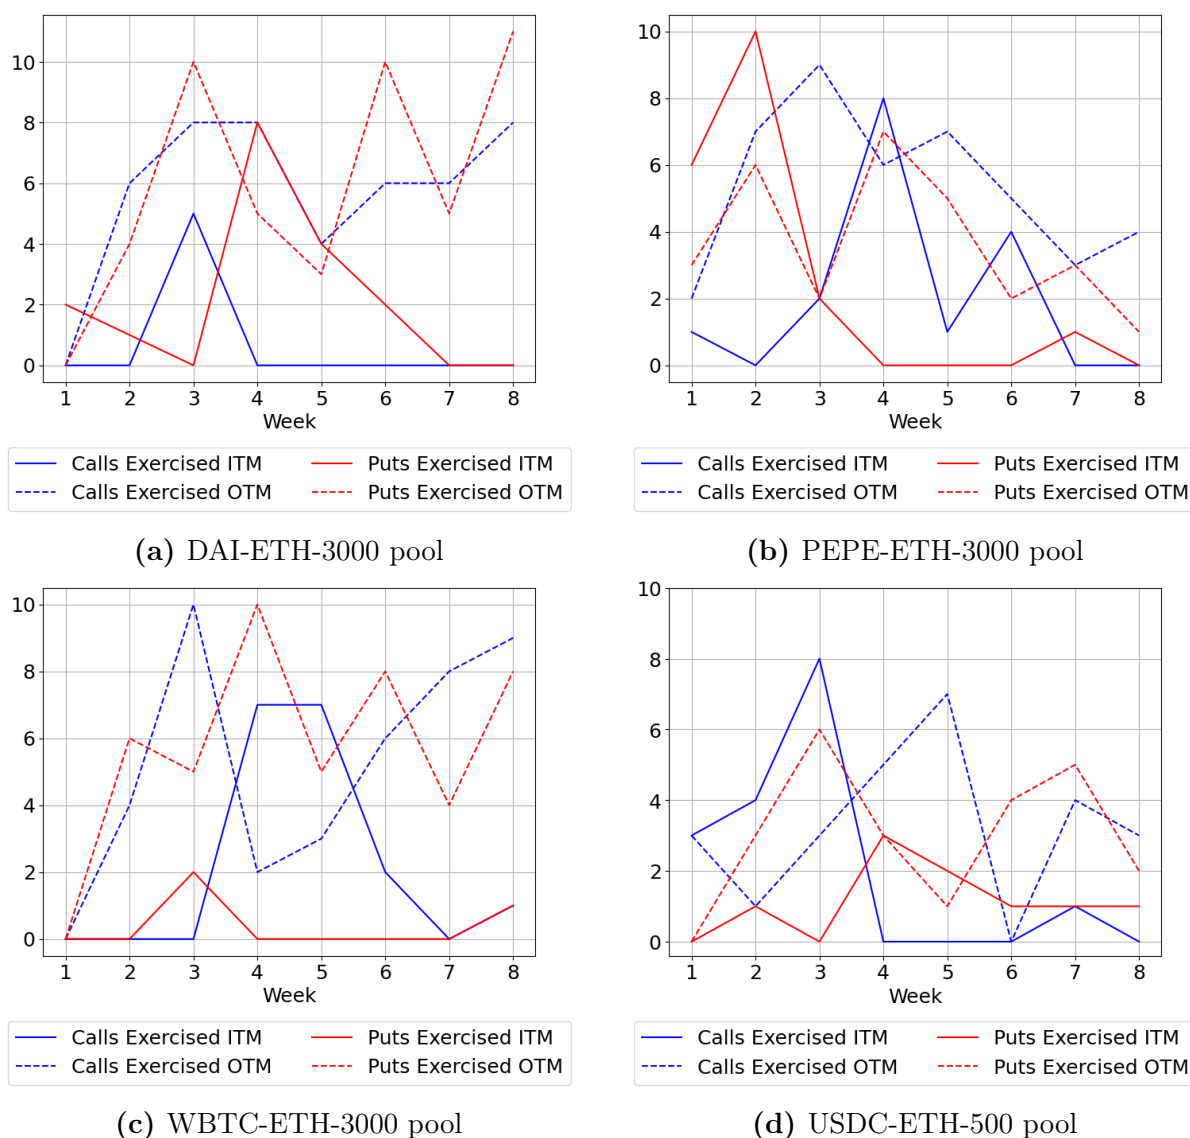 10
8
6
4
2
0
1 2 3 4 5 6 7 8
Week
Calls Exercised ITM Puts Exercised ITM
Calls Exercised OTM Puts Exercised OTM
(a) DAI-ETH-3000 pool
10
8
6
4
2
0
1 2 3 4 5 6 7 8
Week
Calls Exercised ITM Puts Exercised ITM
Calls Exercised OTM Puts Exercised OTM
(b) PEPE-ETH-3000 pool
10
8
6
4
2
0
1 2 3 4 5 6 7 8
Week
Calls Exercised ITM Puts Exercised ITM
Calls Exercised OTM Puts Exercised OTM
(c) WBTC-ETH-3000 pool
10
8
6
4
2
0
1 2 3 4 5 6 7 8
Week
Calls Exercised ITM Puts Exercised ITM
Calls Exercised OTM Puts Exercised OTM
(d) USDC-ETH-500 pool